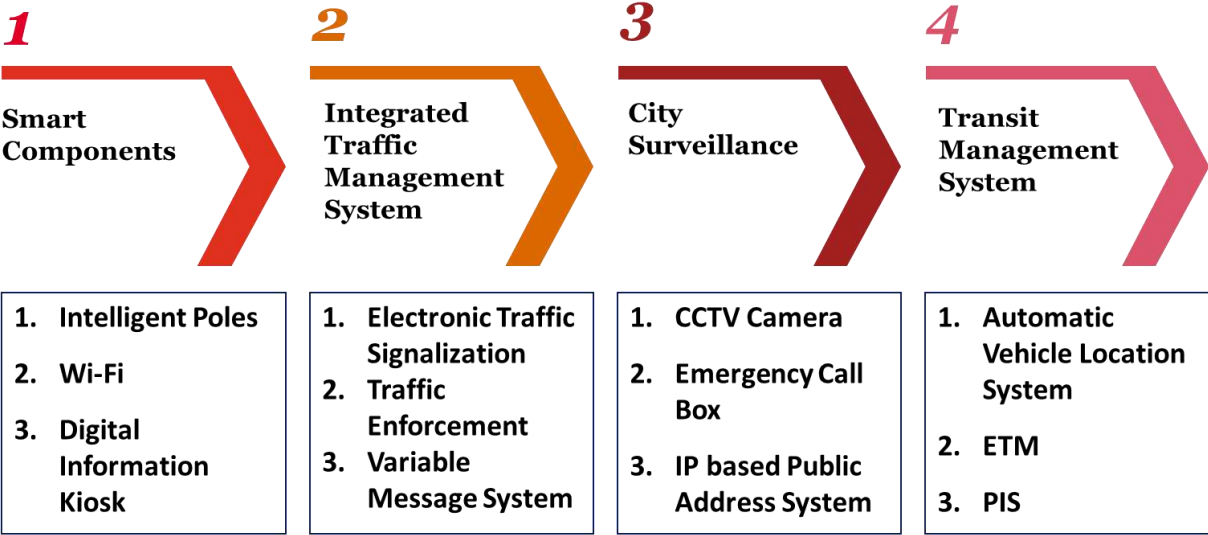 1
Smart
Components
1. Intelligent Poles
2. Wi-Fi
3. Digital
Information
Kiosk
2
Integrated
Traffic
Management
System
1. Electronic Traffic
Signalization
2. Traffic
Enforcement
3. Variable
Message System
3
City
Surveillance
1. CCTV Camera
2. Emergency Call
Box
3. IP based Public
Address System
4
Transit
Management
System
1. Automatic
Vehicle Location
System
2. ETM
3. PIS